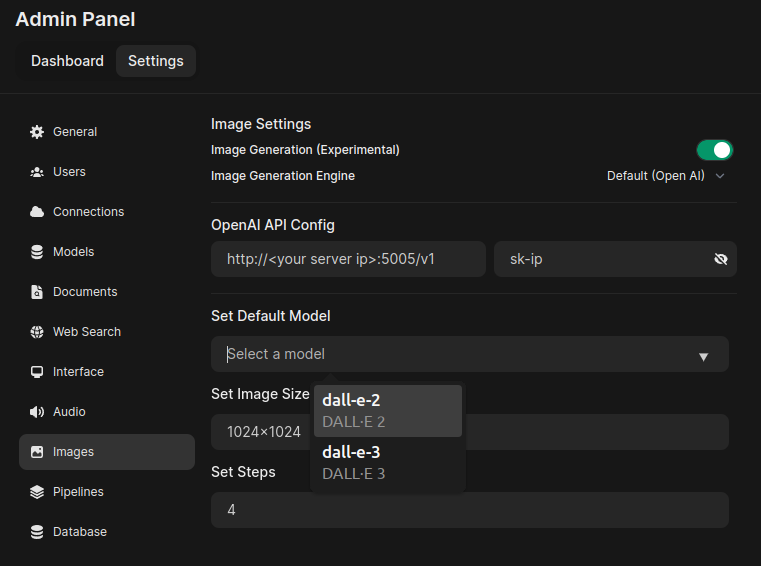 Admin Panel
Dashboard Settings
General
Users
Connections
Models
Documents
Web Search
Interface
Audio
Images
Pipelines
Database
Image Settings
Image Generation (Experimental)
Image Generation Engine Default (Open AI)
OpenAI API Config
http://<your server ip>:5005/v1 sk-ip
Set Default Model
Select a model
dall-e-2
DALL·E 2
dall-e-3
DALL·E 3
Set Image Size
1024×1024
Set Steps
4